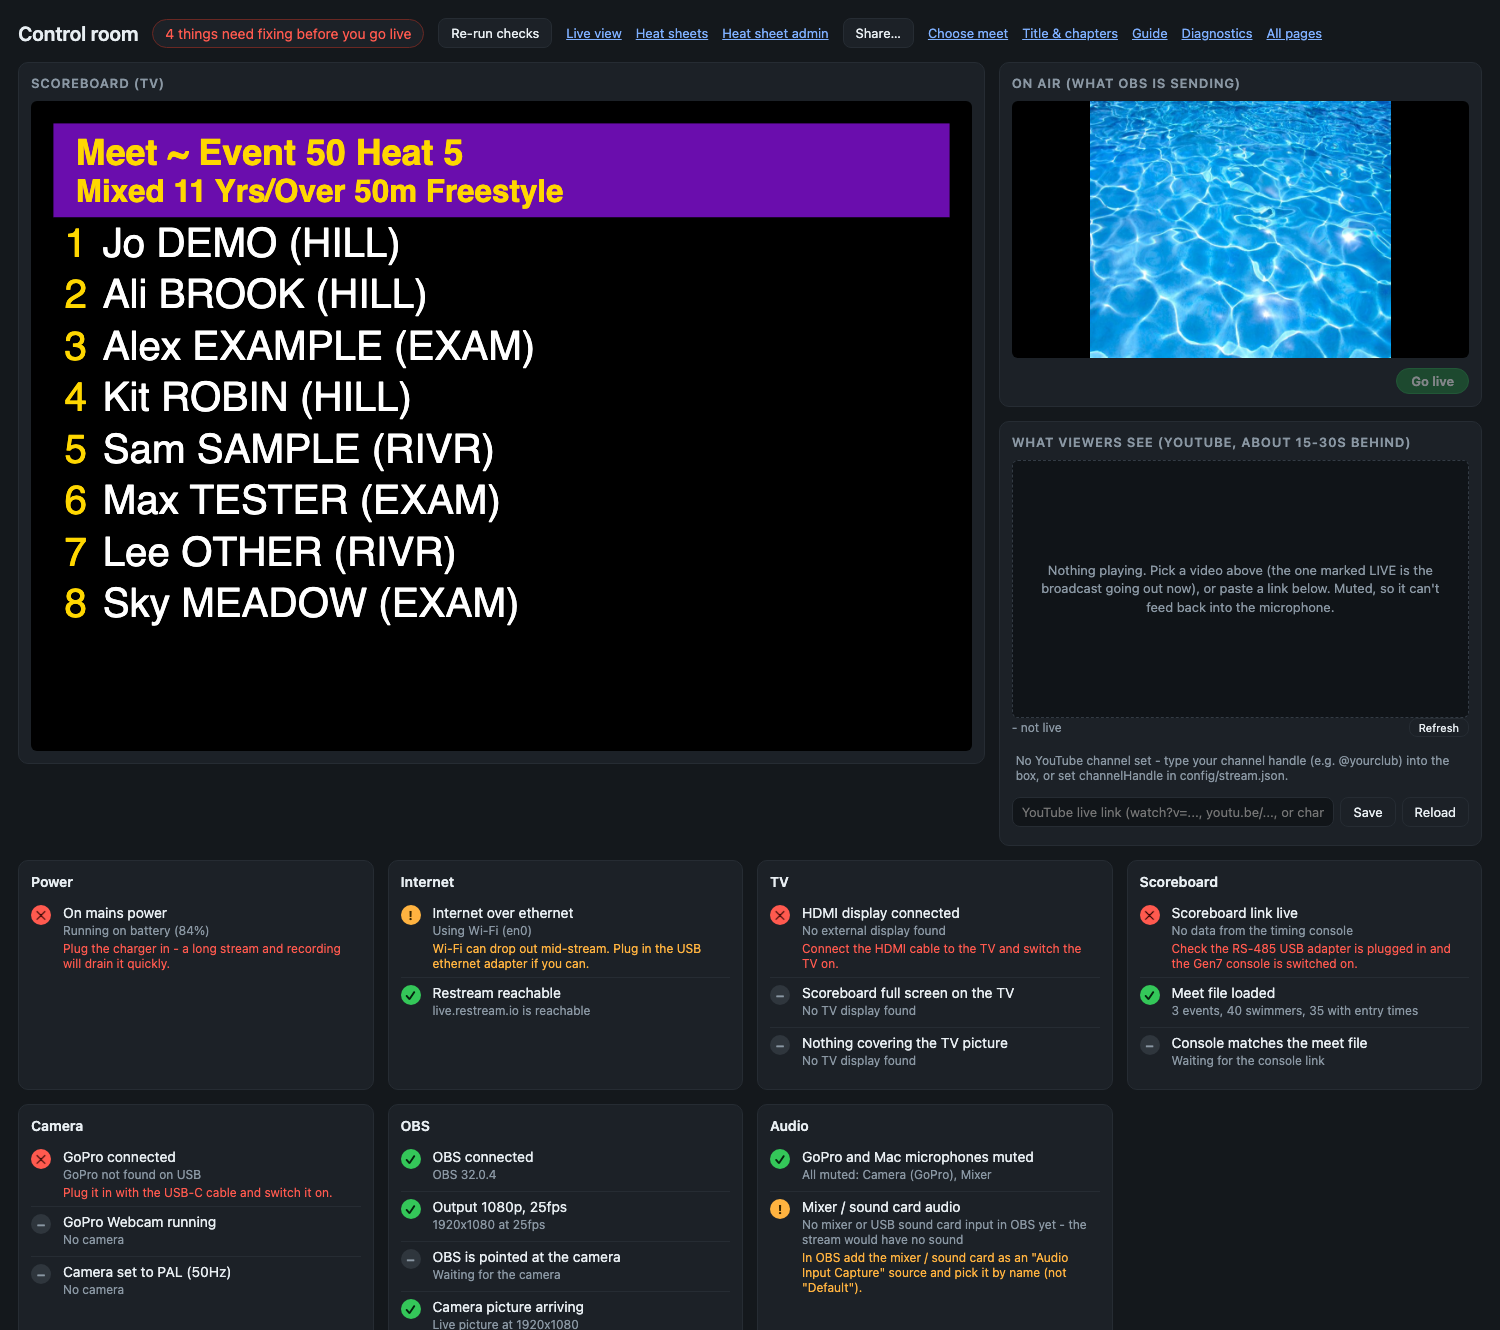 Control room
4 things need fixing before you go live
Re-run checks
Live view
Heat sheets
Heat sheet admin
Share...
Choose meet
Title & chapters
Guide
Diagnostics
All pages
SCOREBOARD (TV)
Meet ~ Event 50 Heat 5
Mixed 11 Yrs/Over 50m Freestyle
1 Jo DEMO (HILL)
2 Ali BROOK (HILL)
3 Alex EXAMPLE (EXAM)
4 Kit ROBIN (HILL)
5 Sam SAMPLE (RIVR)
6 Max TESTER (EXAM)
7 Lee OTHER (RIVR)
8 Sky MEADOW (EXAM)
ON AIR (WHAT OBS IS SENDING)
Go live
WHAT VIEWERS SEE (YOUTUBE, ABOUT 15-30S BEHIND)
Nothing playing. Pick a video above (the one marked LIVE is the
broadcast going out now), or paste a link below. Muted, so it can't
feed back into the microphone.
- not live
Refresh
No YouTube channel set - type your channel handle (e.g. @yourclub) into the
box, or set channelHandle in config/stream.json.
YouTube live link (watch?v=..., youtu.be/..., or char
Save
Reload
Power
On mains power
Running on battery (84%)
Plug the charger in - a long stream and recording
will drain it quickly.
Internet
Internet over ethernet
Using Wi-Fi (en0)
Wi-Fi can drop out mid-stream. Plug in the USB
ethernet adapter if you can.
Restream reachable
live.restream.io is reachable
TV
HDMI display connected
No external display found
Connect the HDMI cable to the TV and switch the
TV on.
Scoreboard full screen on the TV
No TV display found
Nothing covering the TV picture
No TV display found
Scoreboard
Scoreboard link live
No data from the timing console
Check the RS-485 USB adapter is plugged in and
the Gen7 console is switched on.
Meet file loaded
3 events, 40 swimmers, 35 with entry times
Console matches the meet file
Waiting for the console link
Camera
GoPro connected
GoPro not found on USB
Plug it in with the USB-C cable and switch it on.
GoPro Webcam running
No camera
Camera set to PAL (50Hz)
No camera
OBS
OBS connected
OBS 32.0.4
Output 1080p, 25fps
1920x1080 at 25fps
OBS is pointed at the camera
Waiting for the camera
Camera picture arriving
Live picture at 1920x1080
Audio
GoPro and Mac microphones muted
All muted: Camera (GoPro), Mixer
Mixer / sound card audio
No mixer or USB sound card input in OBS yet - the
stream would have no sound
In OBS add the mixer / sound card as an "Audio
Input Capture" source and pick it by name (not
"Default").